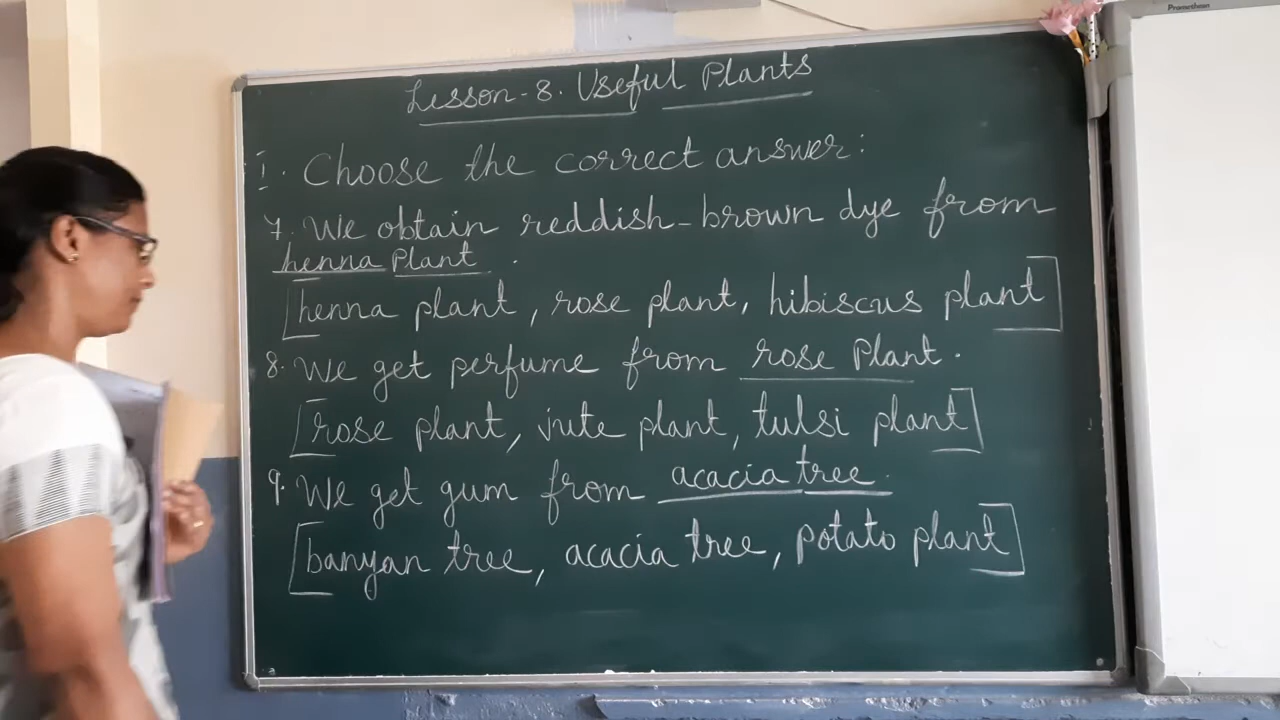 Promethean
Lesson-8. Useful Plants
I. Choose the correct answer:
7. We obtain reddish-brown dye from
henna Plant .
[henna plant, rose plant, hibiscus plant]
8. We get perfume from rose Plant.
[rose plant, jute plant, tulsi plant]
9. We get gum from acacia tree.
[banyan tree, acacia tree, potato plant]